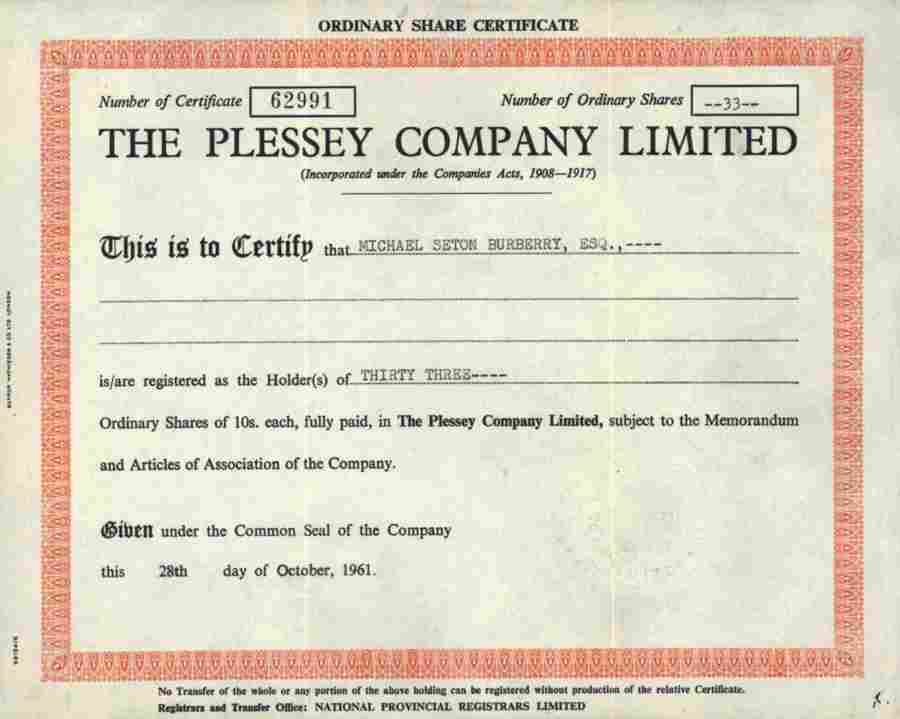 ORDINARY SHARE CERTIFICATE
Number of Certificate 62991 Number of Ordinary Shares --33--
THE PLESSEY COMPANY LIMITED
(Incorporated under the Companies Acts, 1908—1917)
This is to Certify that MICHAEL SETON BURBERRY, ESQ.,----
is/are registered as the Holder(s) of THIRTY THREE----
Ordinary Shares of 10s. each, fully paid, in The Plessey Company Limited, subject to the Memorandum
and Articles of Association of the Company.
Given under the Common Seal of the Company
this 28th day of October, 1961.
No Transfer of the whole or any portion of the above holding can be registered without production of the relative Certificate.
Registrars and Transfer Office: NATIONAL PROVINCIAL REGISTRARS LIMITED